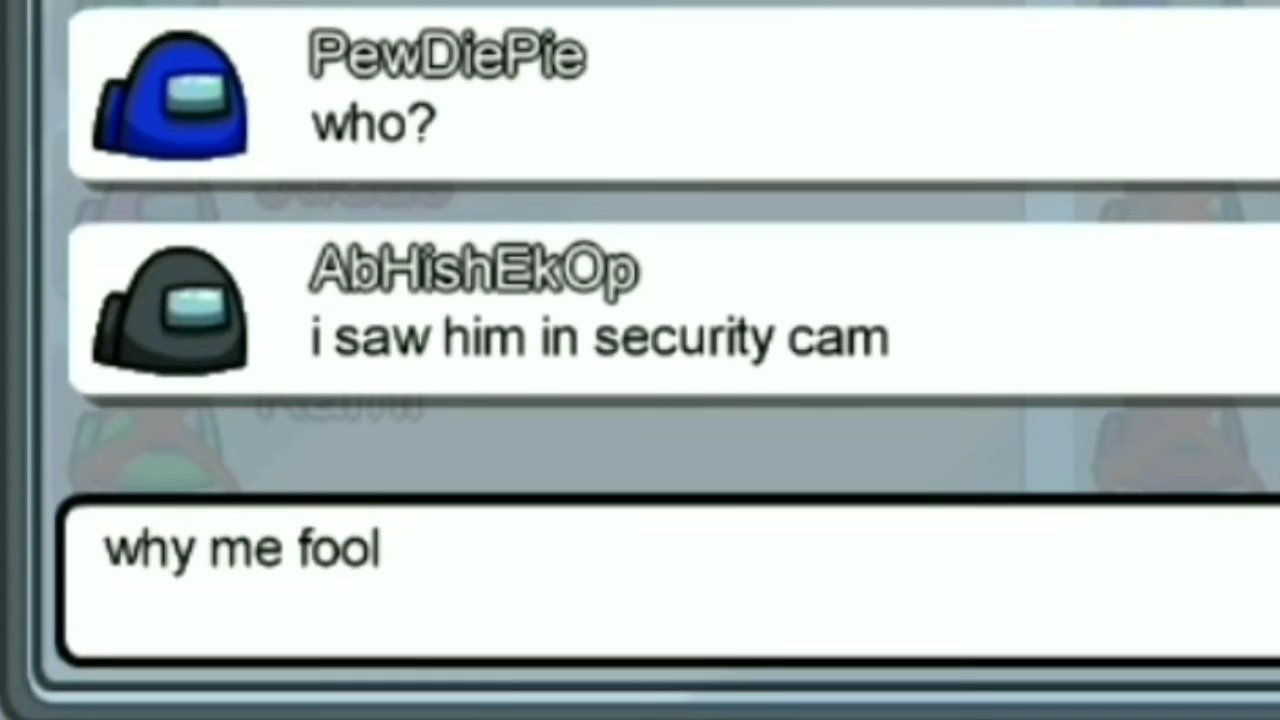 PewDiePie
who?
AbHishEkOp
i saw him in security cam
why me fool